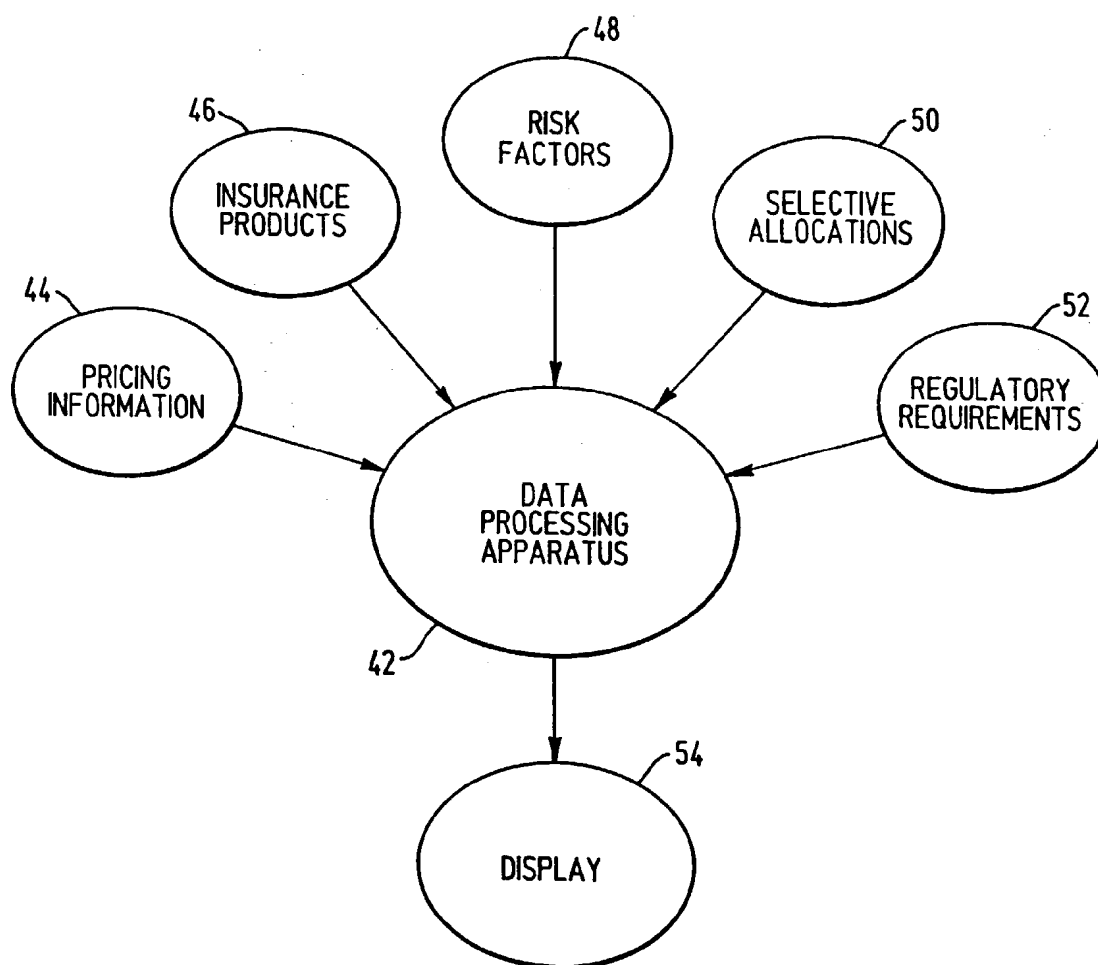 48
RISK
FACTORS
46
INSURANCE
PRODUCTS
50
SELECTIVE
ALLOCATIONS
44
PRICING
INFORMATION
52
REGULATORY
REQUIREMENTS
DATA
PROCESSING
APPARATUS
42
54
DISPLAY